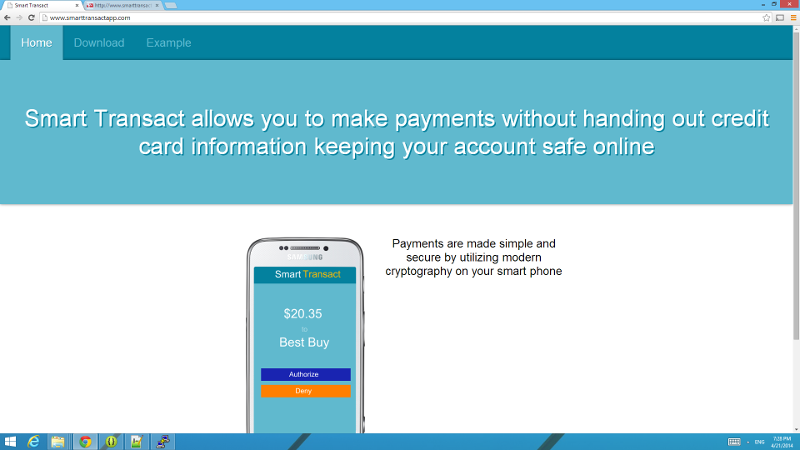 Smart Transact
http://www.smarttransac
www.smarttransactapp.com
Home
Download
Example
Smart Transact allows you to make payments without handing out credit
card information keeping your account safe online
SAMSUNG
Smart Transact
$20.35
Best Buy
Authorize
Deny
Payments are made simple and
secure by utilizing modern
cryptography on your smart phone
ENG
7:28 PM
4/21/2014